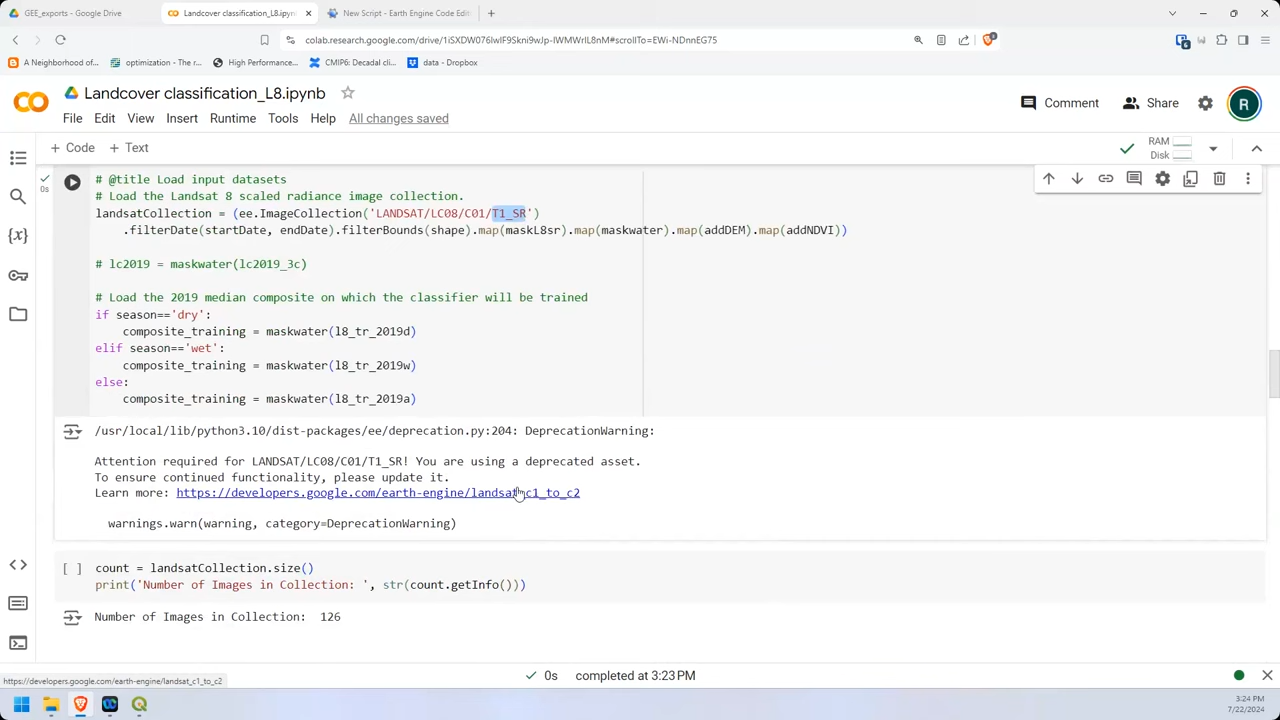 GEE_exports - Google Drive
Landcover classification_L8.ipyn
New Script - Earth Engine Code Edit
colab.research.google.com/drive/1iSXDW076lwIF9Skni9wJp-IWMWrlL8nM#scrollTo=EWi-NDnnEG75
A Neighborhood of...
optimization - The r...
High Performance...
CMIP6: Decadal cli...
data - Dropbox
Landcover classification_L8.ipynb
Comment
Share
R
File Edit View Insert Runtime Tools Help All changes saved
+ Code + Text
RAM
Disk
0s
# @title Load input datasets
# Load the Landsat 8 scaled radiance image collection.
landsatCollection = (ee.ImageCollection('LANDSAT/LC08/C01/T1_SR')
.filterDate(startDate, endDate).filterBounds(shape).map(maskL8sr).map(maskwater).map(addDEM).map(addNDVI))
# lc2019 = maskwater(lc2019_3c)
# Load the 2019 median composite on which the classifier will be trained
if season=='dry':
composite_training = maskwater(l8_tr_2019d)
elif season=='wet':
composite_training = maskwater(l8_tr_2019w)
else:
composite_training = maskwater(l8_tr_2019a)
/usr/local/lib/python3.10/dist-packages/ee/deprecation.py:204: DeprecationWarning:
Attention required for LANDSAT/LC08/C01/T1_SR! You are using a deprecated asset.
To ensure continued functionality, please update it.
Learn more: https://developers.google.com/earth-engine/landsat_c1_to_c2
warnings.warn(warning, category=DeprecationWarning)
[ ] count = landsatCollection.size()
print('Number of Images in Collection: ', str(count.getInfo()))
Number of Images in Collection: 126
0s completed at 3:23 PM
https://developers.google.com/earth-engine/landsat_c1_to_c2
3:24 PM
7/22/2024